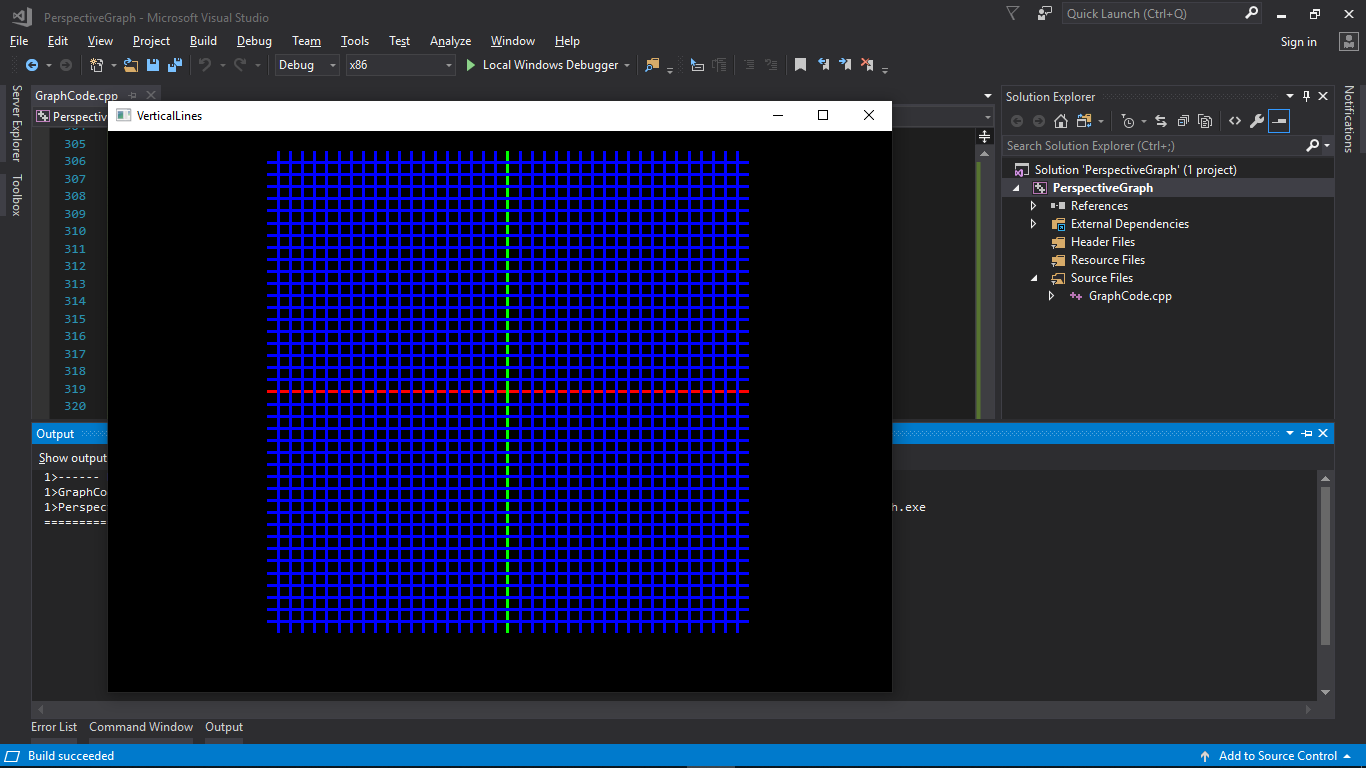 PerspectiveGraph - Microsoft Visual Studio
Quick Launch (Ctrl+Q)
File Edit View Project Build Debug Team Tools Test Analyze Window Help
Sign in
Debug x86 Local Windows Debugger
Server Explorer
Toolbox
GraphCode.cpp
Perspectiv
VerticalLines
305
306
307
308
309
310
311
312
313
314
315
316
317
318
319
320
Solution Explorer
Search Solution Explorer (Ctrl+;)
Solution 'PerspectiveGraph' (1 project)
PerspectiveGraph
References
External Dependencies
Header Files
Resource Files
Source Files
GraphCode.cpp
Notifications
Output
Show output
1>------
1>GraphCo
1>Perspec h.exe
==========
Error List Command Window Output
Build succeeded
Add to Source Control